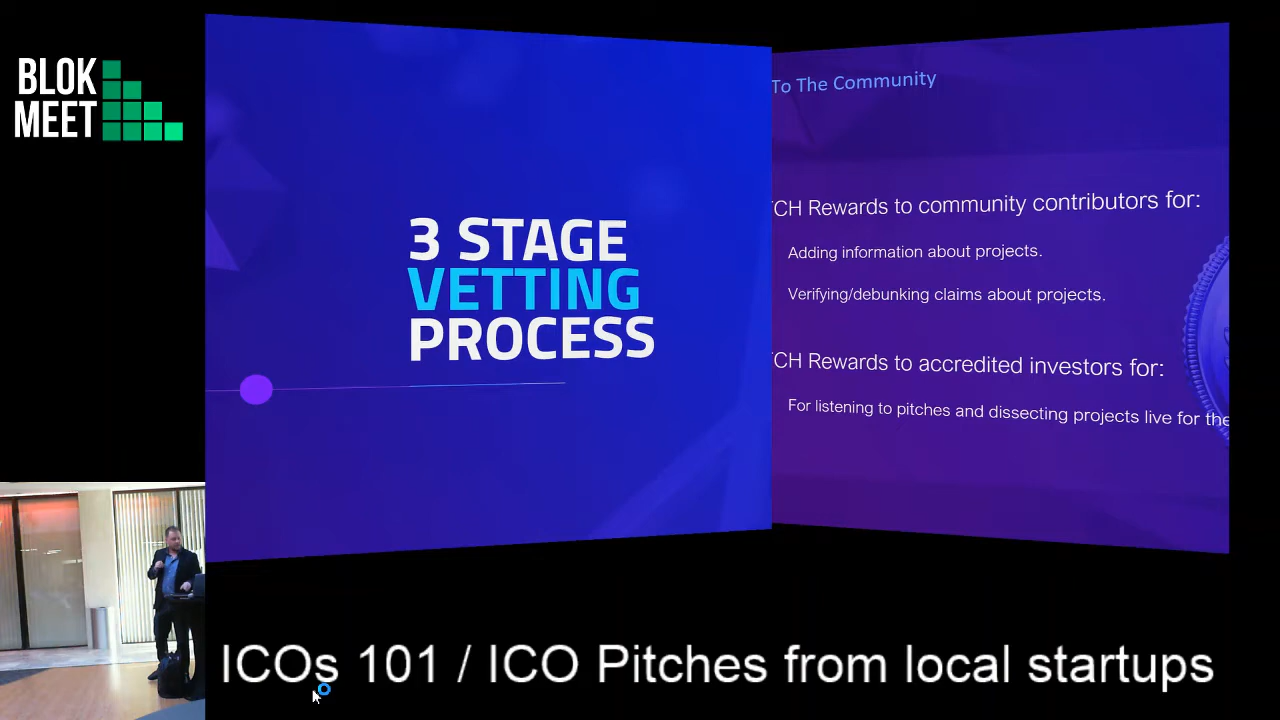 BLOK
MEET
3 STAGE
VETTING
PROCESS
To The Community
CH Rewards to community contributors for:
Adding information about projects.
Verifying/debunking claims about projects.
CH Rewards to accredited investors for:
For listening to pitches and dissecting projects live for the
ICOs 101 / ICO Pitches from local startups